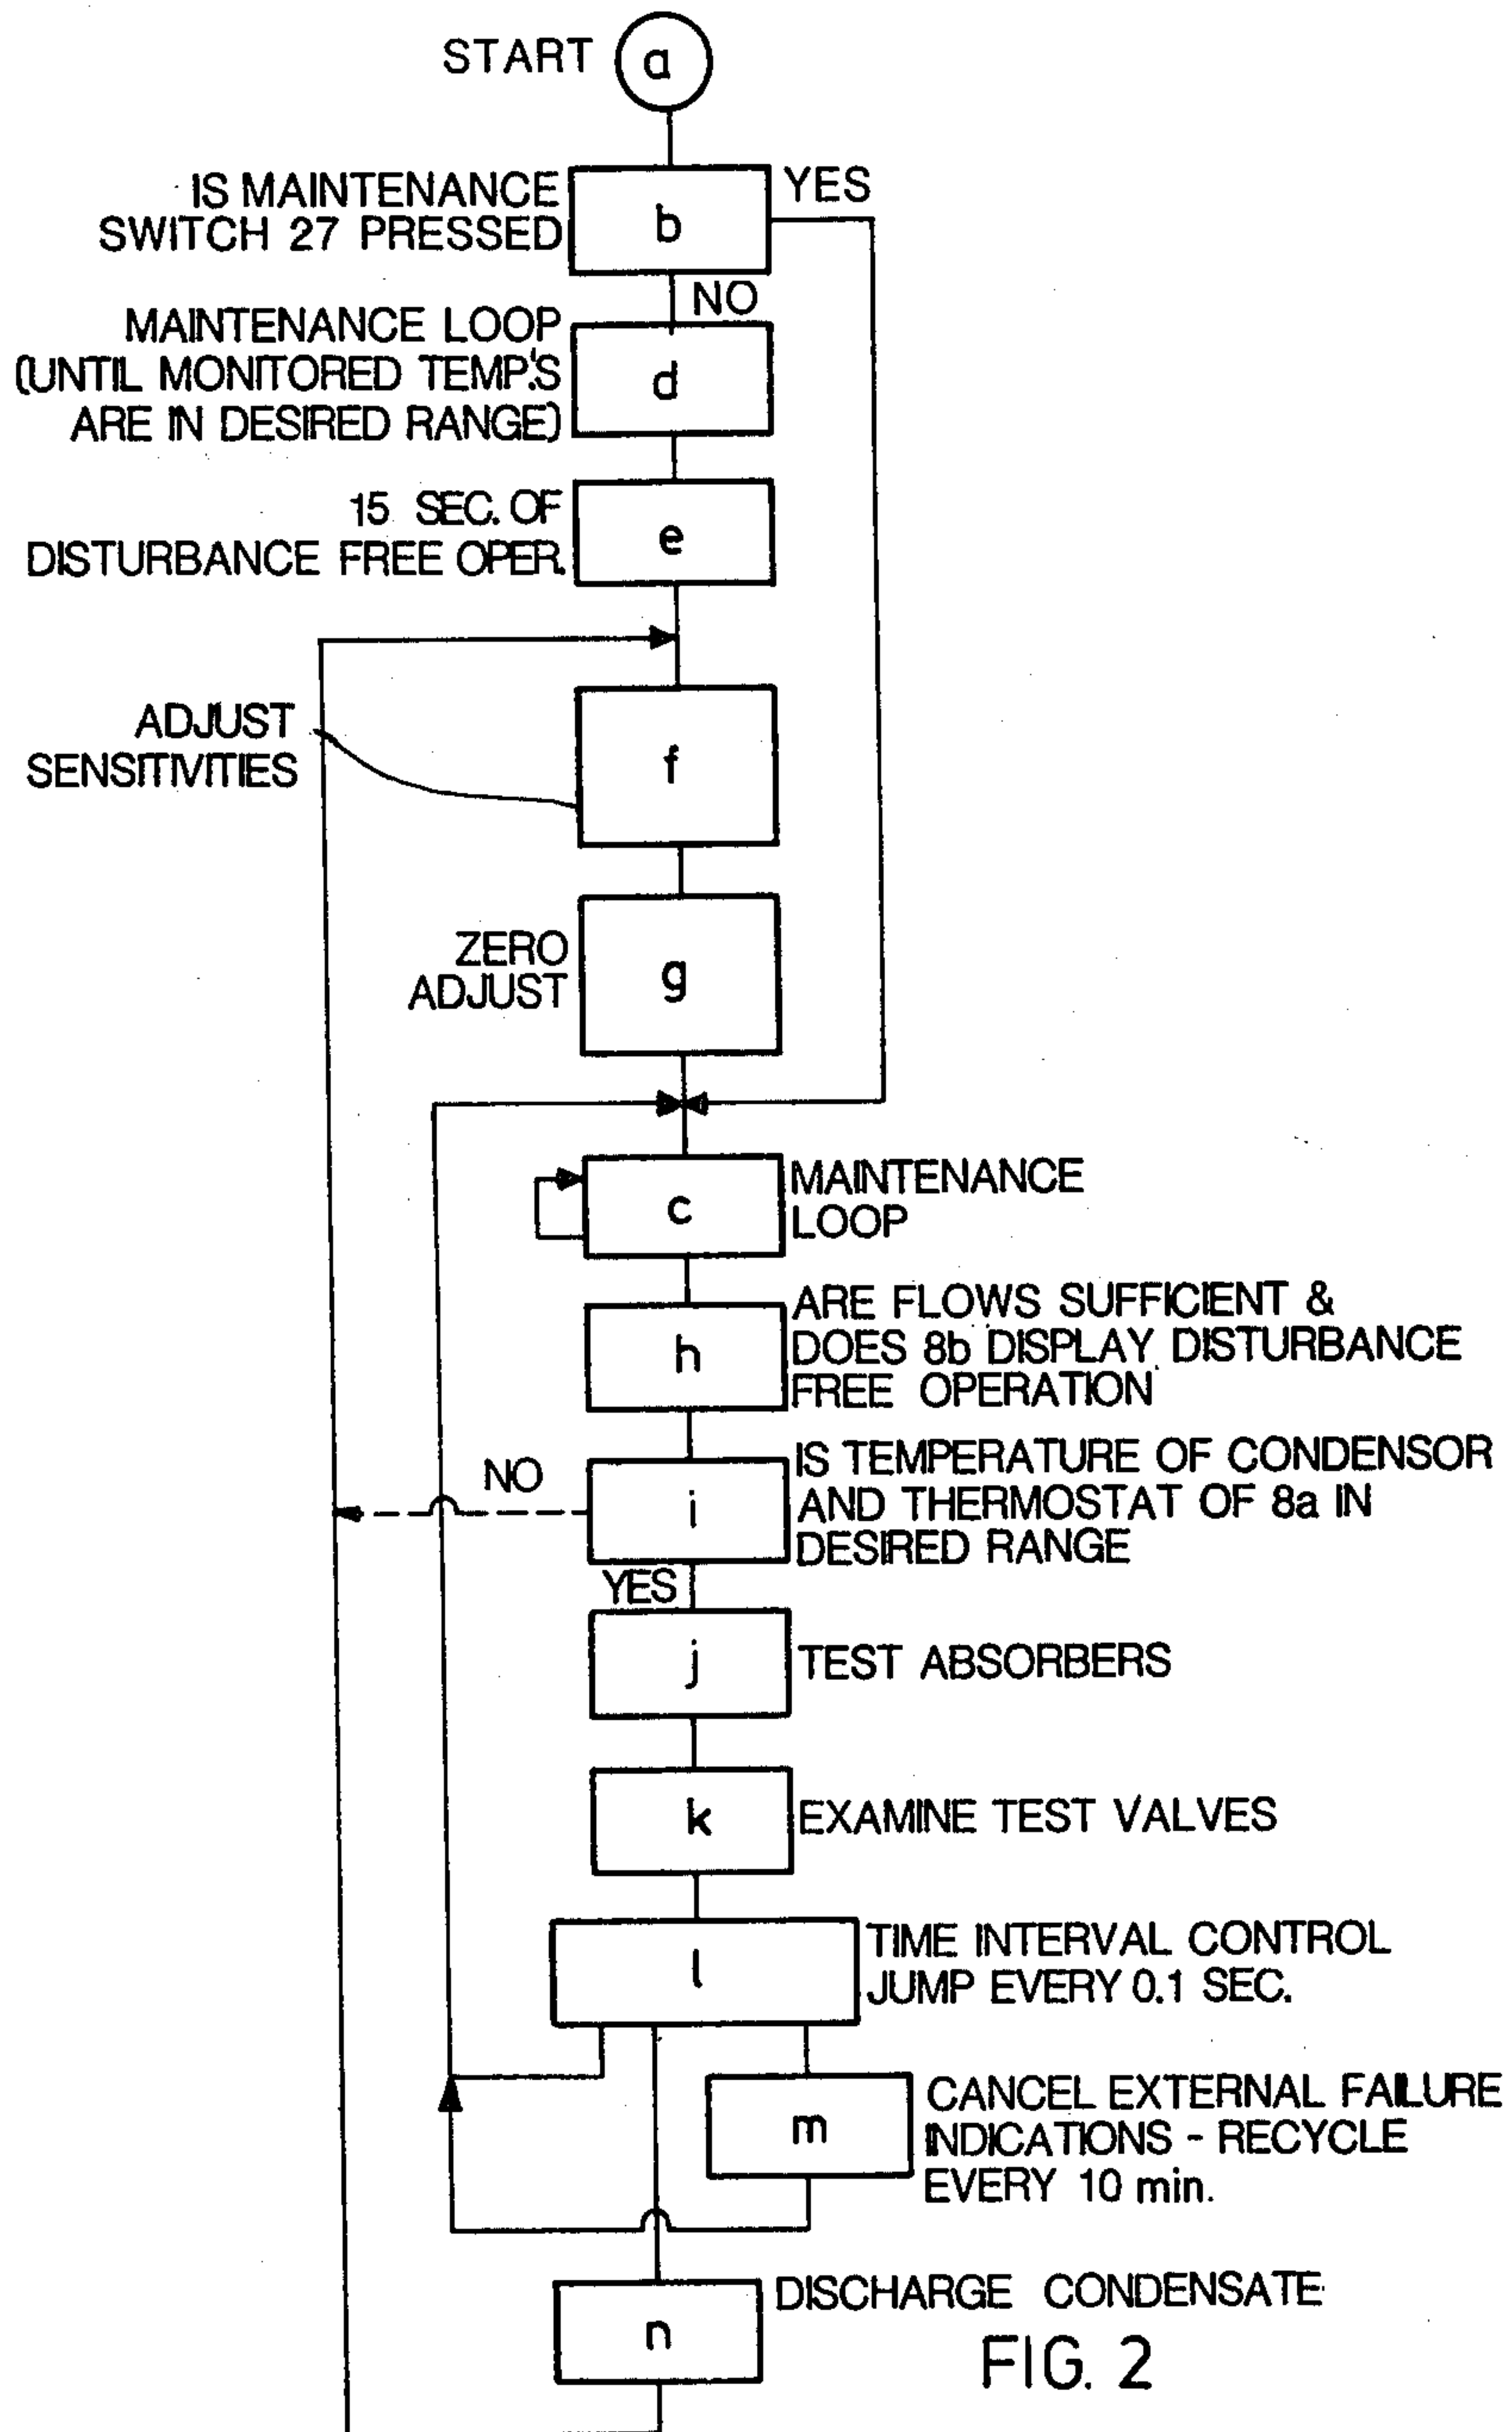 START
a
IS MAINTENANCE
SWITCH 27 PRESSED
b
YES
NO
MAINTENANCE LOOP
(UNTIL MONITORED TEMP.'S
ARE IN DESIRED RANGE)
d
15 SEC. OF
DISTURBANCE FREE OPER.
e
ADJUST
SENSITIVITIES
f
ZERO
ADJUST
g
c
MAINTENANCE
LOOP
h
ARE FLOWS SUFFICIENT &
DOES 8b DISPLAY DISTURBANCE
FREE OPERATION
NO
i
IS TEMPERATURE OF CONDENSOR
AND THERMOSTAT OF 8a IN
DESIRED RANGE
YES
j
TEST ABSORBERS
k
EXAMINE TEST VALVES
l
TIME INTERVAL CONTROL
JUMP EVERY 0.1 SEC.
m
CANCEL EXTERNAL FAILURE
INDICATIONS - RECYCLE
EVERY 10 min.
n
DISCHARGE CONDENSATE
FIG. 2